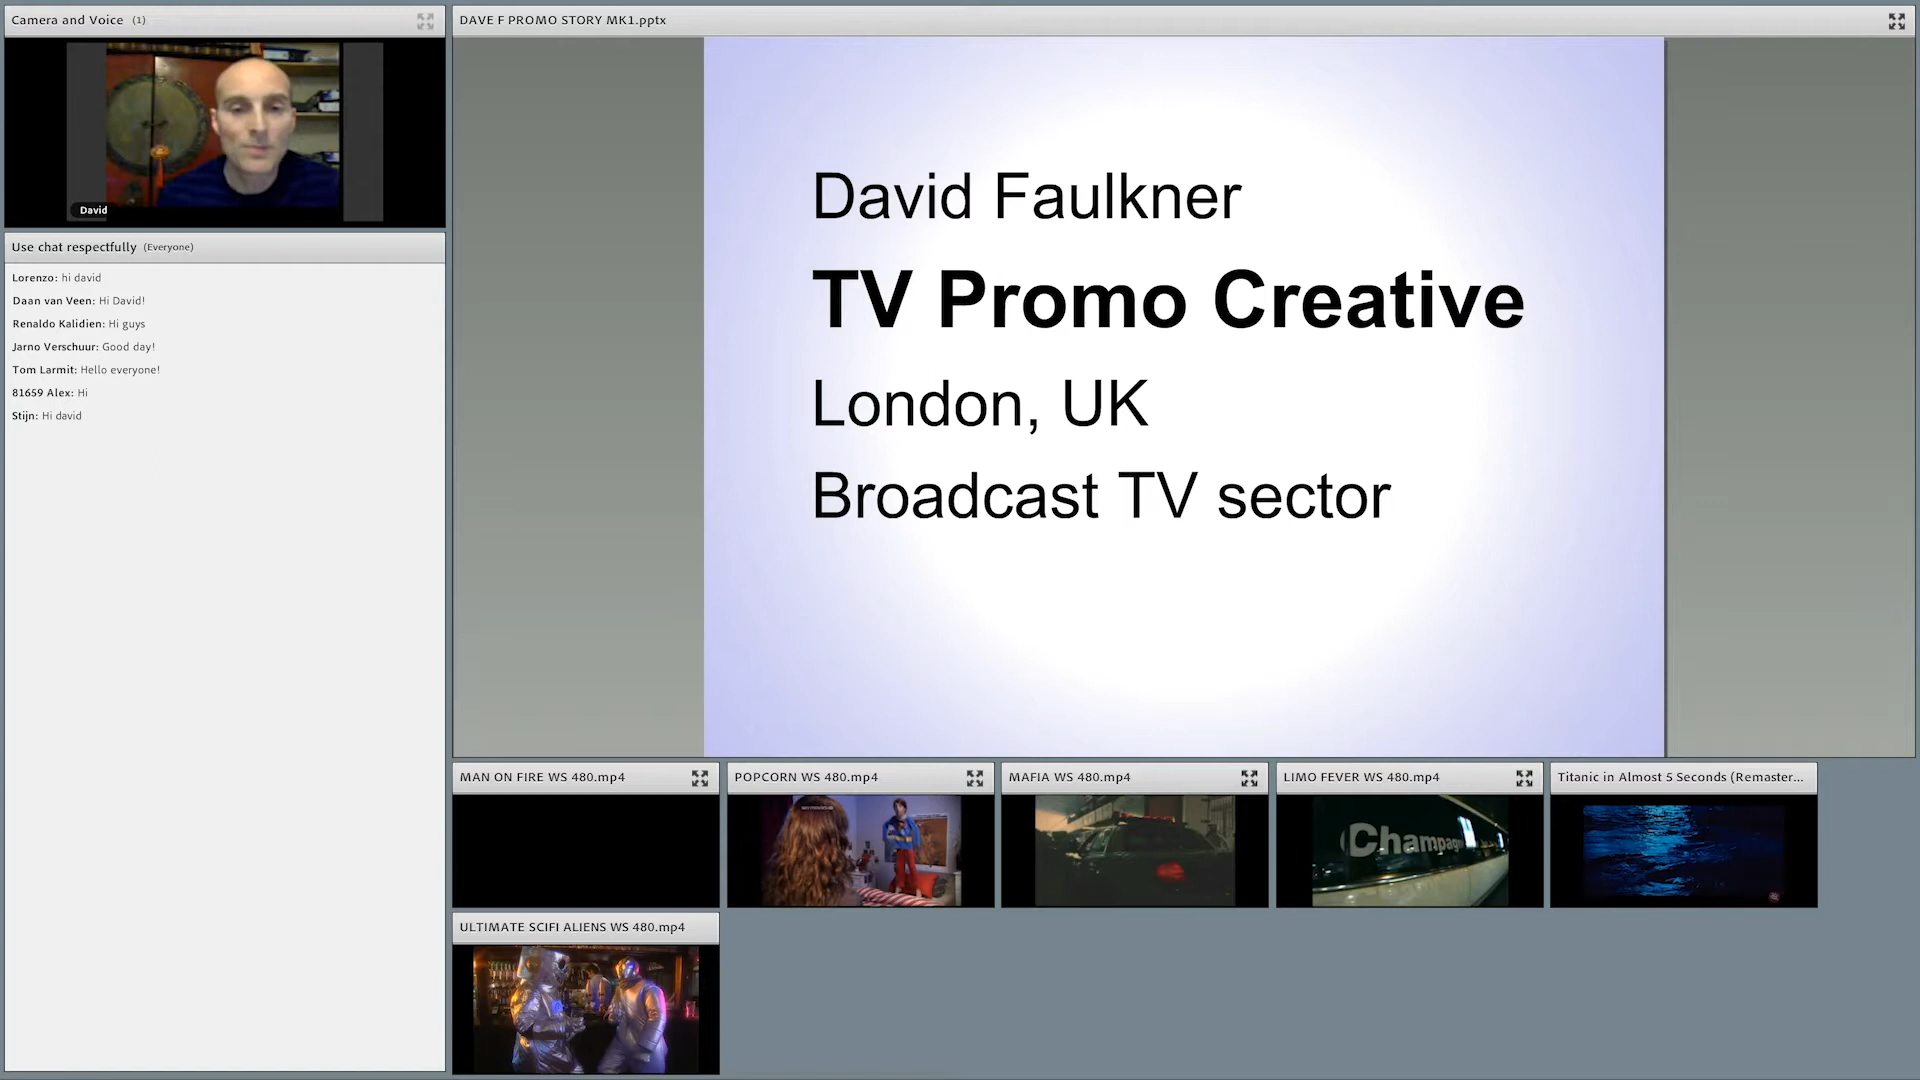 Camera and Voice (1)
David
Use chat respectfully (Everyone)
Lorenzo: hi david
Daan van Veen: Hi David!
Renaldo Kalidien: Hi guys
Jarno Verschuur: Good day!
Tom Larmit: Hello everyone!
81659 Alex: Hi
Stijn: Hi david
DAVE F PROMO STORY MK1.pptx
David Faulkner
TV Promo Creative
London, UK
Broadcast TV sector
MAN ON FIRE WS 480.mp4
POPCORN WS 480.mp4
MAFIA WS 480.mp4
LIMO FEVER WS 480.mp4
Titanic in Almost 5 Seconds (Remaster...
Champag
ULTIMATE SCIFI ALIENS WS 480.mp4